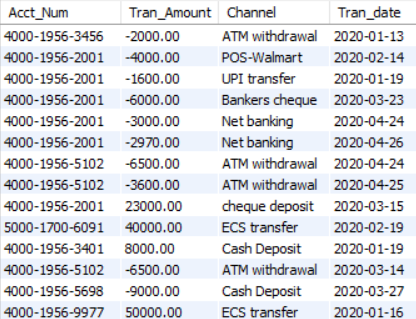 Acct_Num Tran_Amount Channel Tran_date
4000-1956-3456 -2000.00 ATM withdrawal 2020-01-13
4000-1956-2001 -4000.00 POS-Walmart 2020-02-14
4000-1956-2001 -1600.00 UPI transfer 2020-01-19
4000-1956-2001 -6000.00 Bankers cheque 2020-03-23
4000-1956-2001 -3000.00 Net banking 2020-04-24
4000-1956-2001 -2970.00 Net banking 2020-04-26
4000-1956-5102 -6500.00 ATM withdrawal 2020-04-24
4000-1956-5102 -3600.00 ATM withdrawal 2020-04-25
4000-1956-2001 23000.00 cheque deposit 2020-03-15
5000-1700-6091 40000.00 ECS transfer 2020-02-19
4000-1956-3401 8000.00 Cash Deposit 2020-01-19
4000-1956-5102 -6500.00 ATM withdrawal 2020-03-14
4000-1956-5698 -9000.00 Cash Deposit 2020-03-27
4000-1956-9977 50000.00 ECS transfer 2020-01-16